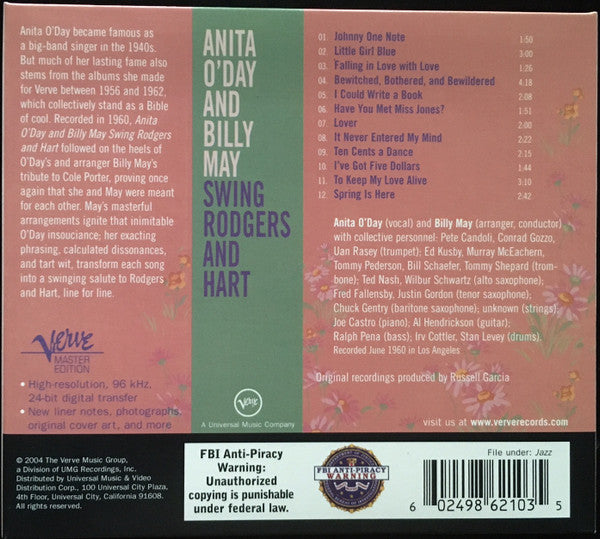 Anita O'Day became famous as
a big-band singer in the 1940s.
But much of her lasting fame also
stems from the albums she made
for Verve between 1956 and 1962,
which collectively stand as a Bible
of cool. Recorded in 1960, Anita
O'Day and Billy May Swing Rodgers
and Hart followed on the heels of
O'Day's and arranger Billy May's
tribute to Cole Porter, proving
once again that she and May were meant
for each other. May's masterful
arrangements ignite that inimitable
O'Day insouciance; her exacting
phrasing, calculated dissonances,
and tart wit, transform each song
into a swinging salute to Rodgers
and Hart, line for line.
Verve
MASTER
EDITION
• High-resolution, 96 kHz,
24-bit digital transfer
• New liner notes, photographs,
original cover art, and more
ANITA
O'DAY
AND
BILLY
MAY
SWING
RODGERS
AND
HART
Verve
A Universal Music Company
01 Johnny One Note 1:50
02 Little Girl Blue 3:00
03 Falling in Love with Love 1:26
04 Bewitched, Bothered, and Bewildered 4:18
05 I Could Write a Book 2:08
06 Have You Met Miss Jones? 1:51
07 Lover 2:00
08 It Never Entered My Mind 2:22
09 Ten Cents a Dance 2:15
10 I've Got Five Dollars 1:44
11 To Keep My Love Alive 3:10
12 Spring Is Here 2:42
Anita O'Day (vocal) and Billy May (arranger, conductor)
with collective personnel: Pete Candoli, Conrad Gozzo,
Uan Rasey (trumpet); Ed Kusby, Murray McEachern,
Tommy Pederson, Bill Schaefer, Tommy Shepard (trom-
bone); Ted Nash, Wilbur Schwartz (alto saxophone);
Fred Fallensby, Justin Gordon (tenor saxophone);
Chuck Gentry (baritone saxophone); unknown (strings);
Joe Castro (piano); Al Hendrickson (guitar);
Ralph Pena (bass); Irv Cottler, Stan Levey (drums).
Recorded June 1960 in Los Angeles
Original recordings produced by Russell Garcia
visit us at www.ververecords.com
© 2004 The Verve Music Group,
a Division of UMG Recordings, Inc.
Distributed by Universal Music & Video
Distribution Corp., 100 Universal City Plaza,
4th Floor, Universal City, California 91608.
FBI Anti-Piracy
Warning:
Unauthorized
copying is punishable
under federal law.
FBI ANTI-PIRACY
WARNING
File under: Jazz
6 02498 62103 5